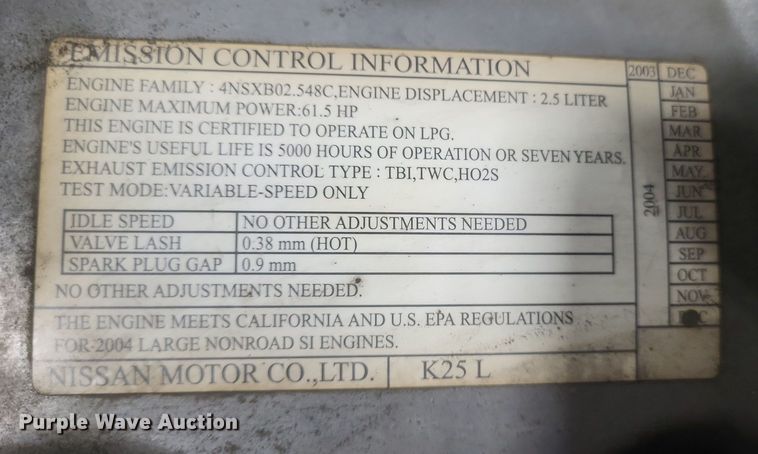 EMISSION CONTROL INFORMATION
ENGINE FAMILY : 4NSXB02.548C,ENGINE DISPLACEMENT : 2.5 LITER
ENGINE MAXIMUM POWER:61.5 HP
THIS ENGINE IS CERTIFIED TO OPERATE ON LPG.
ENGINE'S USEFUL LIFE IS 5000 HOURS OF OPERATION OR SEVEN YEARS.
EXHAUST EMISSION CONTROL TYPE : TBI,TWC,HO2S
TEST MODE:VARIABLE-SPEED ONLY
IDLE SPEED NO OTHER ADJUSTMENTS NEEDED
VALVE LASH 0.38 mm (HOT)
SPARK PLUG GAP 0.9 mm
NO OTHER ADJUSTMENTS NEEDED.
THE ENGINE MEETS CALIFORNIA AND U.S. EPA REGULATIONS
FOR 2004 LARGE NONROAD SI ENGINES.
NISSAN MOTOR CO.,LTD. K25 L
2003 DEC
2004
JAN
FEB
MAR
APR
MAY
JUN
JUL
AUG
SEP
OCT
NOV
DEC
Purple Wave Auction